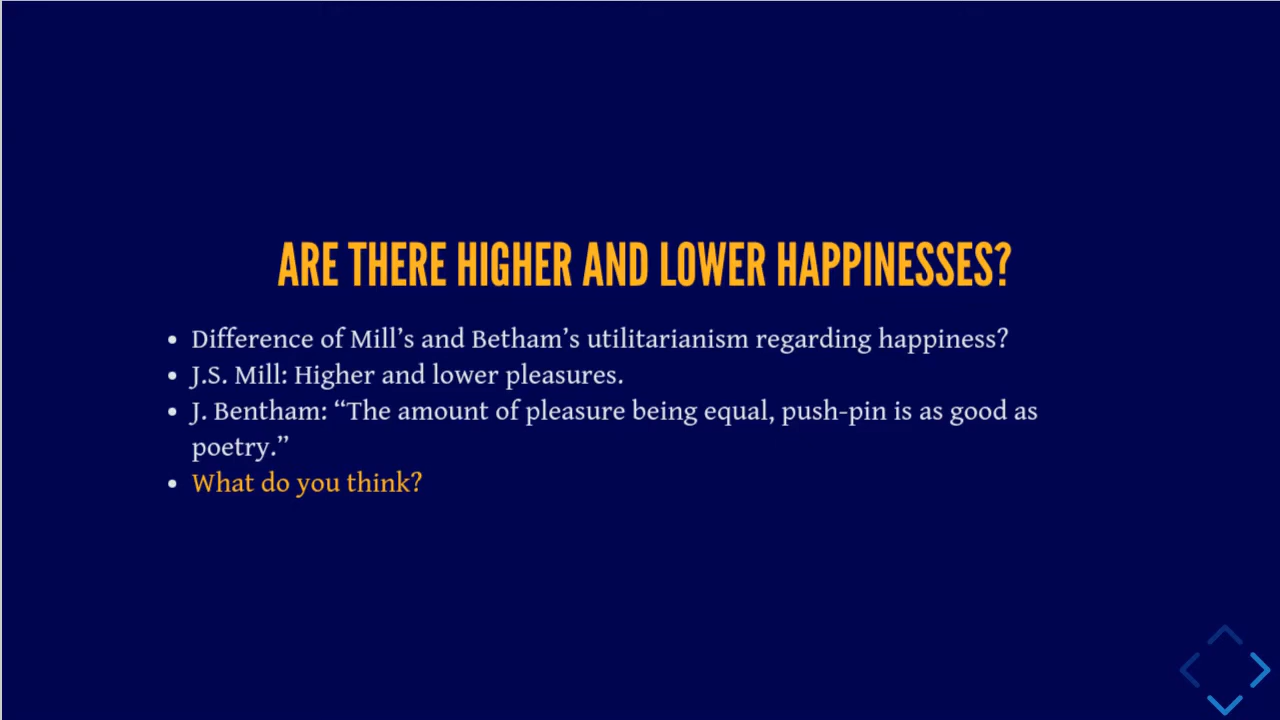 ARE THERE HIGHER AND LOWER HAPPINESSES?
• Difference of Mill’s and Betham’s utilitarianism regarding happiness?
• J.S. Mill: Higher and lower pleasures.
• J. Bentham: “The amount of pleasure being equal, push-pin is as good as
poetry.”
• What do you think?